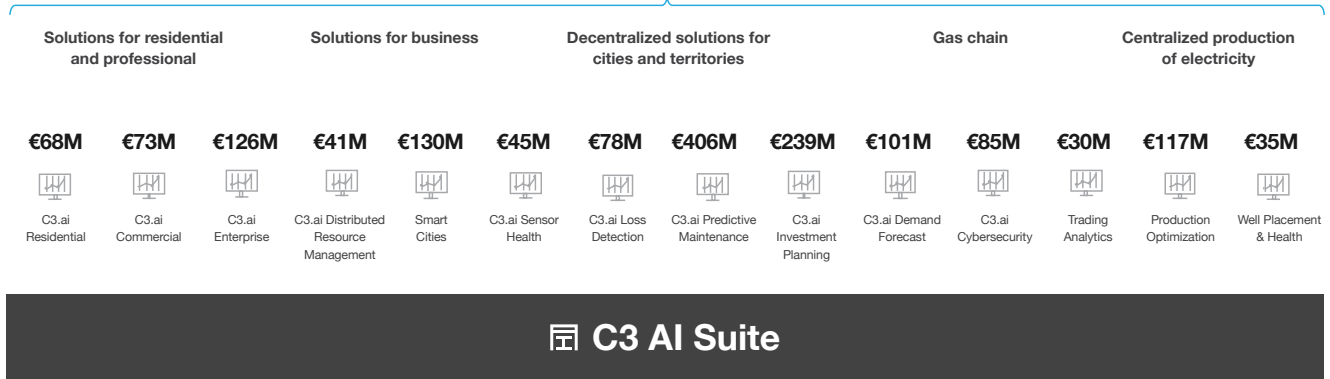 Solutions for residential
and professional
Solutions for business
Decentralized solutions for
cities and territories
Gas chain
Centralized production
of electricity
€68M €73M €126M €41M €130M €45M €78M €406M €239M €101M €85M €30M €117M €35M
C3.ai
Residential
C3.ai
Commercial
C3.ai
Enterprise
C3.ai Distributed
Resource
Management
Smart
Cities
C3.ai Sensor
Health
C3.ai Loss
Detection
C3.ai Predictive
Maintenance
C3.ai
Investment
Planning
C3.ai Demand
Forecast
C3.ai
Cybersecurity
Trading
Analytics
Production
Optimization
Well Placement
& Health
C3 AI Suite